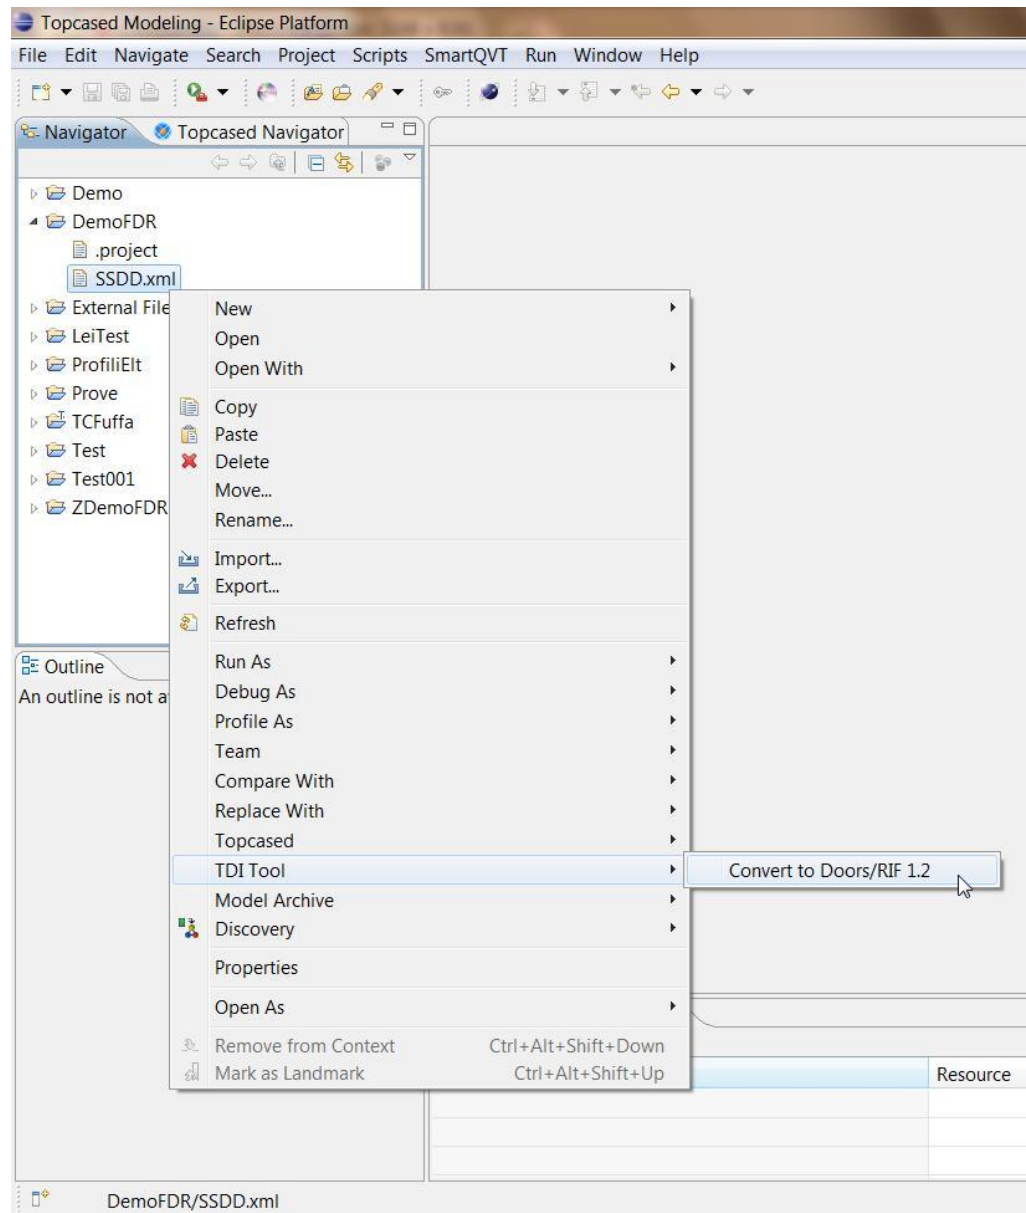 Topcased Modeling - Eclipse Platform
File Edit Navigate Search Project Scripts SmartQVT Run Window Help
Navigator Topcased Navigator
Demo
DemoFDR
.project
SSDD.xml
External File
LeiTest
ProfiliElt
Prove
TCFuffa
Test
Test001
ZDemoFDR
New
Open
Open With
Copy
Paste
Delete
Move...
Rename...
Import...
Export...
Refresh
Run As
Debug As
Profile As
Team
Compare With
Replace With
Topcased
TDI Tool
Convert to Doors/RIF 1.2
Model Archive
Discovery
Properties
Open As
Remove from Context Ctrl+Alt+Shift+Down
Mark as Landmark Ctrl+Alt+Shift+Up
Outline
An outline is not a
Resource
DemoFDR/SSDD.xml